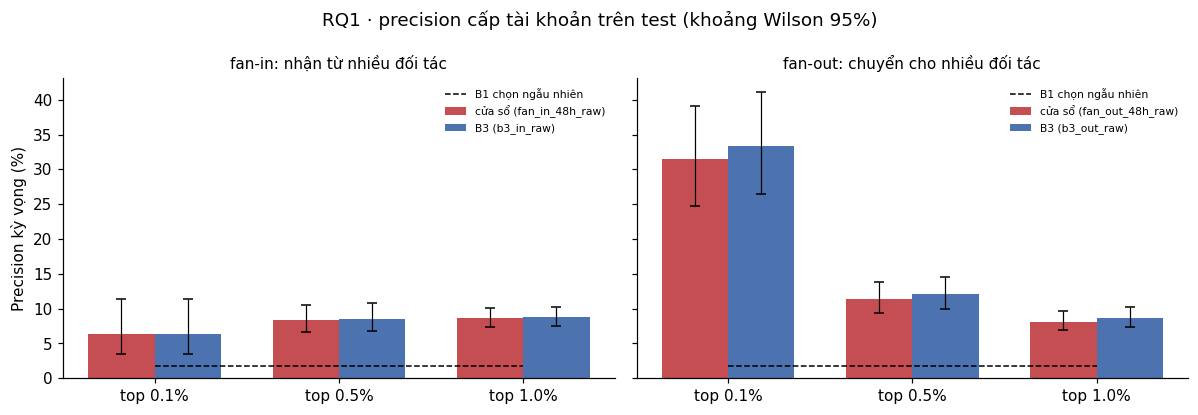 RQ1 · precision cấp tài khoản trên test (khoảng Wilson 95%)
fan-in: nhận từ nhiều đối tác
fan-out: chuyển cho nhiều đối tác
Precision kỳ vọng (%)
40
35
30
25
20
15
10
5
0
B1 chọn ngẫu nhiên
cửa sổ (fan_in_48h_raw)
B3 (b3_in_raw)
B1 chọn ngẫu nhiên
cửa sổ (fan_out_48h_raw)
B3 (b3_out_raw)
top 0.1%
top 0.5%
top 1.0%
top 0.1%
top 0.5%
top 1.0%